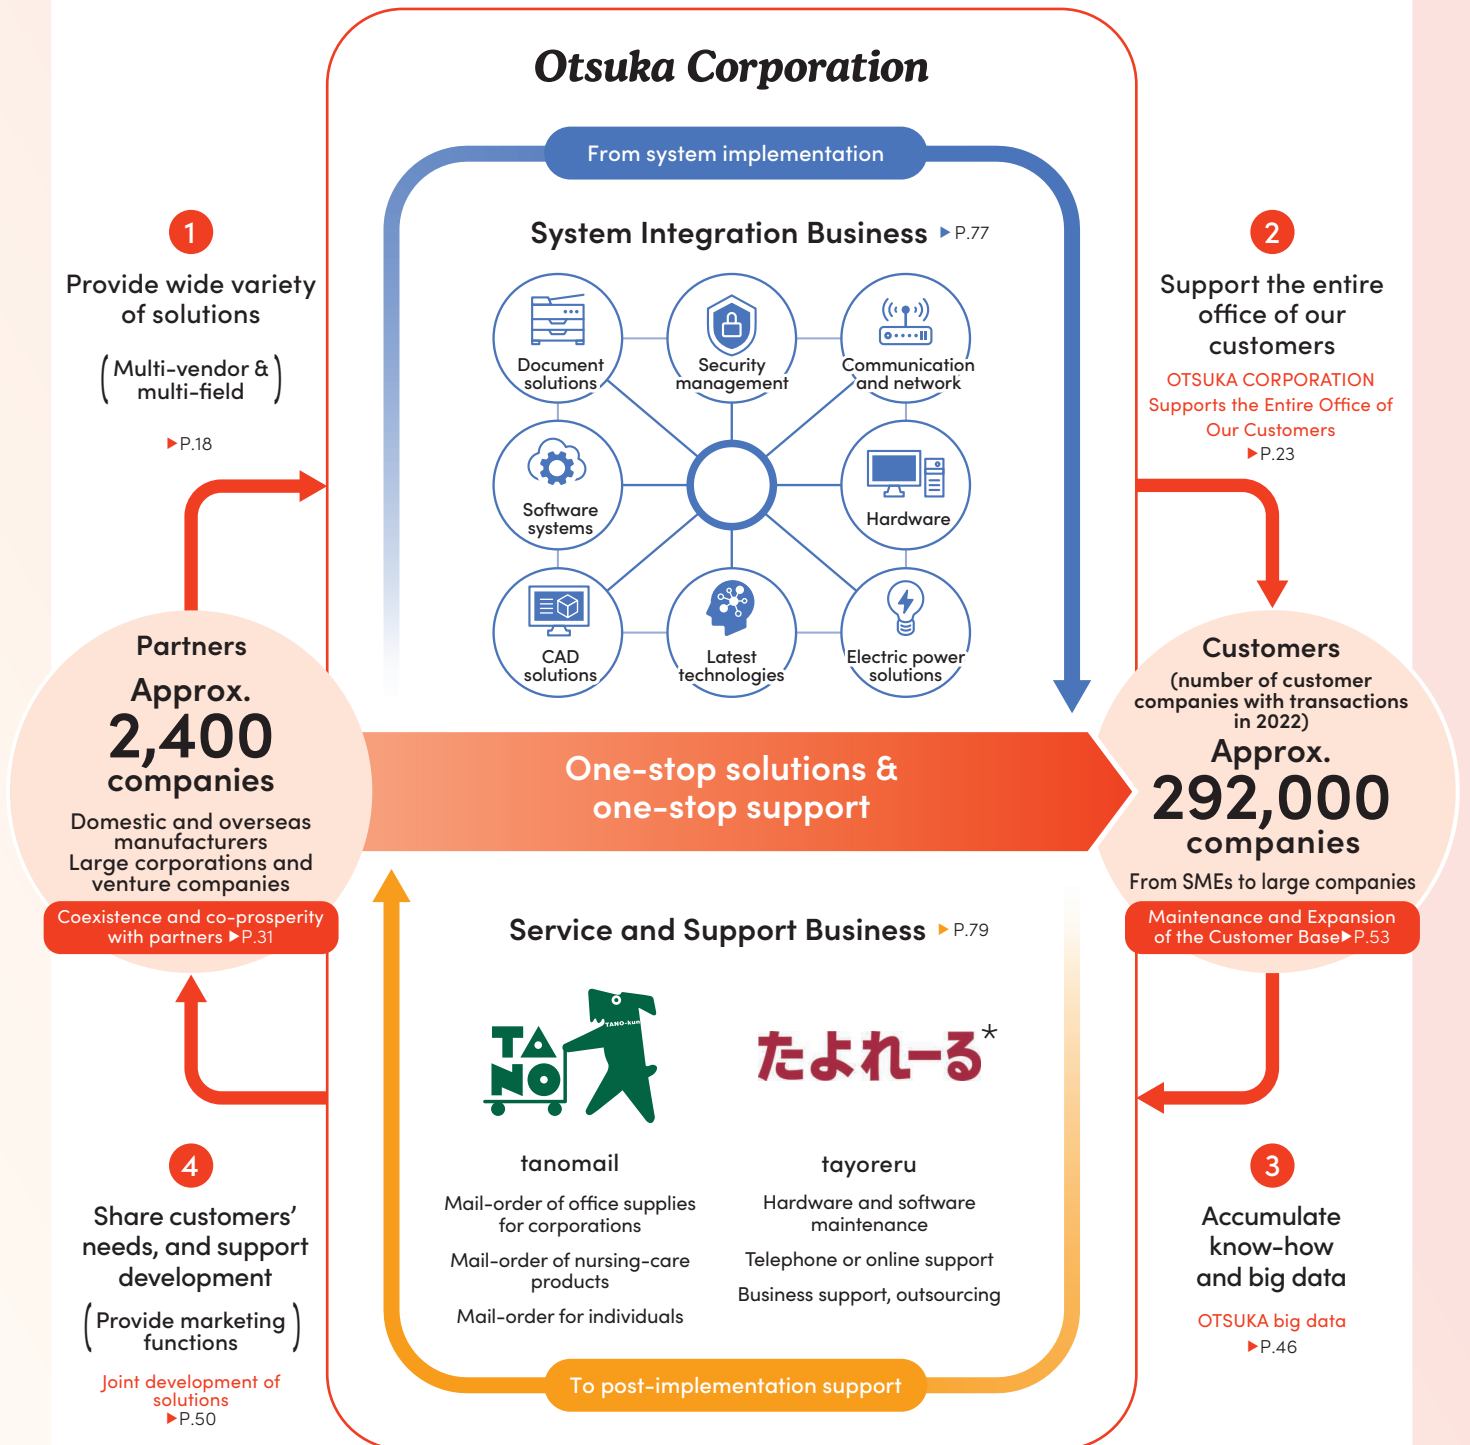 Otsuka Corporation
From system implementation
System Integration Business ▶ P.77
Document
solutions
Security
management
Communication
and network
Software
systems
Hardware
CAD
solutions
Latest
technologies
Electric power
solutions
1
Provide wide variety
of solutions
(Multi-vendor &
multi-field)
▶P.18
2
Support the entire
office of our
customers
OTSUKA CORPORATION
Supports the Entire Office of
Our Customers
▶P.23
Partners
Approx.
2,400
companies
Domestic and overseas
manufacturers
Large corporations and
venture companies
Coexistence and co-prosperity
with partners ▶P.31
One-stop solutions &
one-stop support
Customers
(number of customer
companies with transactions
in 2022)
Approx.
292,000
companies
From SMEs to large companies
Maintenance and Expansion
of the Customer Base▶P.53
Service and Support Business ▶ P.79
TANO-kun
TA
NO
たよれーる*
tanomail
Mail-order of office supplies
for corporations
Mail-order of nursing-care
products
Mail-order for individuals
tayoreru
Hardware and software
maintenance
Telephone or online support
Business support, outsourcing
To post-implementation support
4
Share customers'
needs, and support
development
(Provide marketing
functions)
Joint development of
solutions
▶P.50
3
Accumulate
know-how
and big data
OTSUKA big data
▶P.46